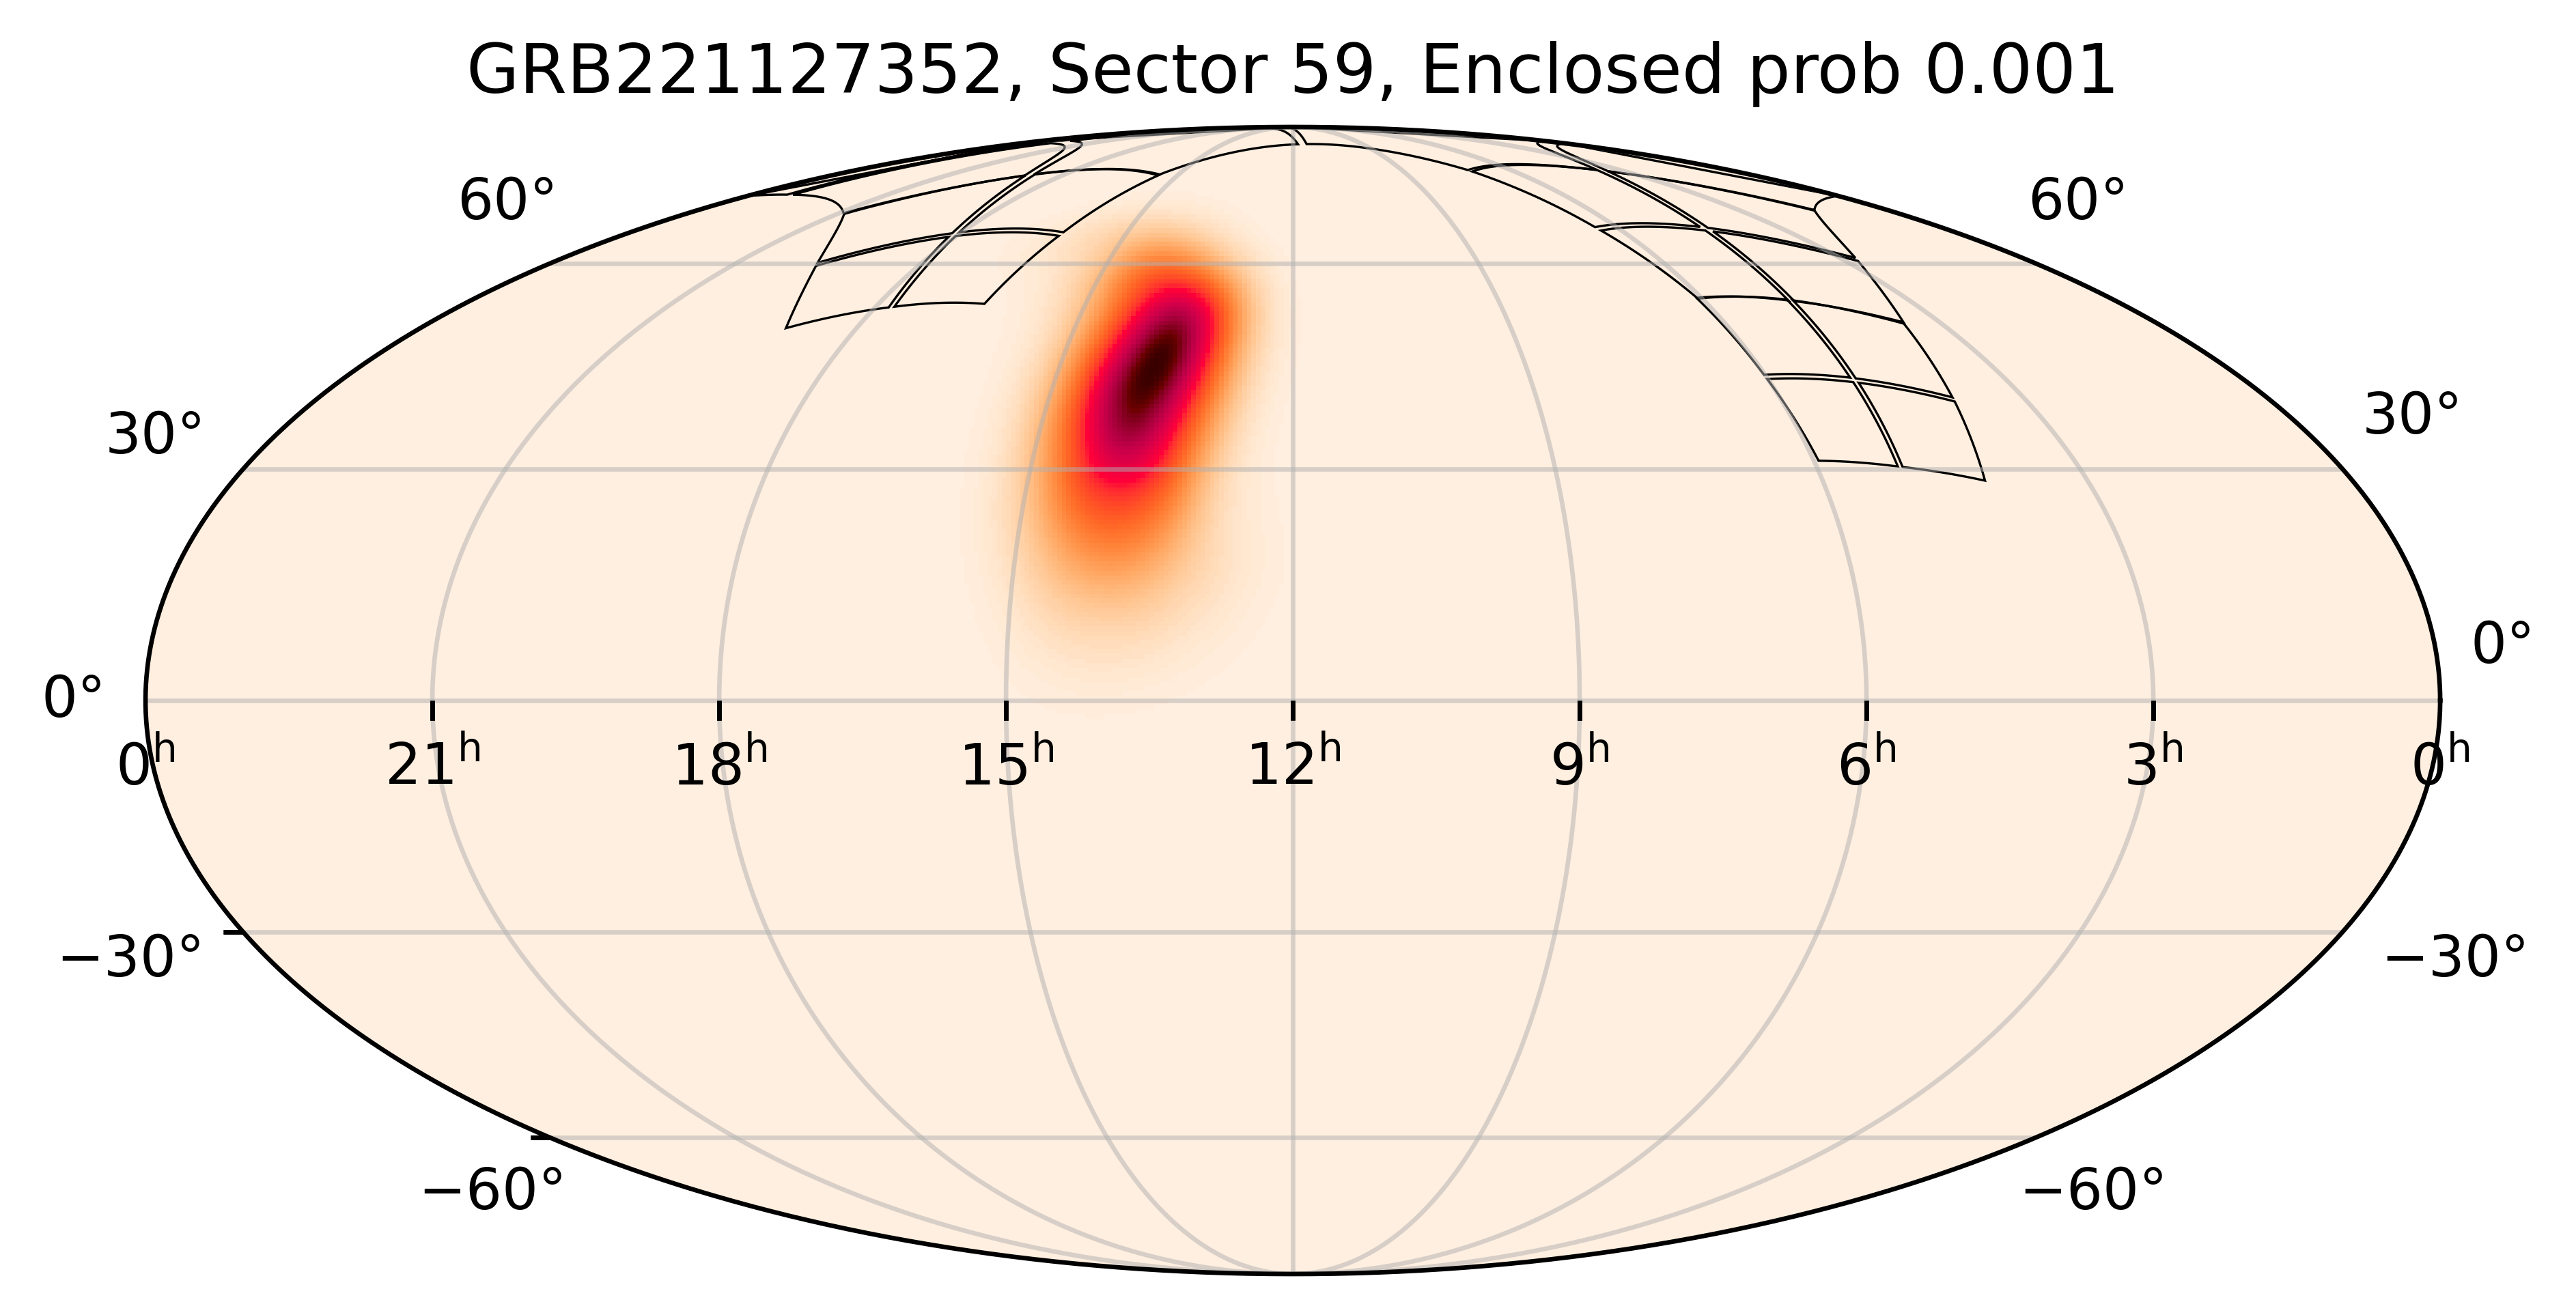 GRB221127352, Sector 59, Enclosed prob 0.001
60° 60°
30° 30°
0° 0°
0h 21h 18h 15h 12h 9h 6h 3h 0h
−30° −30°
−60° −60°